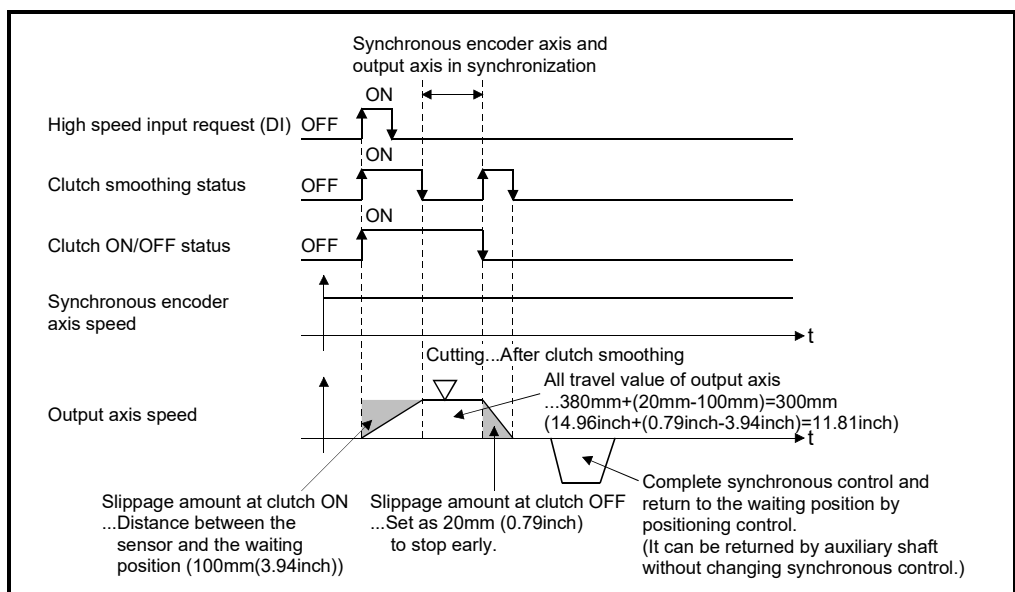 Synchronous encoder axis and
output axis in synchronization
ON
High speed input request (DI) OFF
ON
Clutch smoothing status OFF
ON
Clutch ON/OFF status OFF
Synchronous encoder
axis speed
t
Cutting...After clutch smoothing
All travel value of output axis
...380mm+(20mm-100mm)=300mm
(14.96inch+(0.79inch-3.94inch)=11.81inch)
Output axis speed
t
Slippage amount at clutch ON
...Distance between the
sensor and the waiting
position (100mm(3.94inch))
Slippage amount at clutch OFF
...Set as 20mm (0.79inch)
to stop early.
Complete synchronous control and
return to the waiting position by
positioning control.
(It can be returned by auxiliary shaft
without changing synchronous control.)